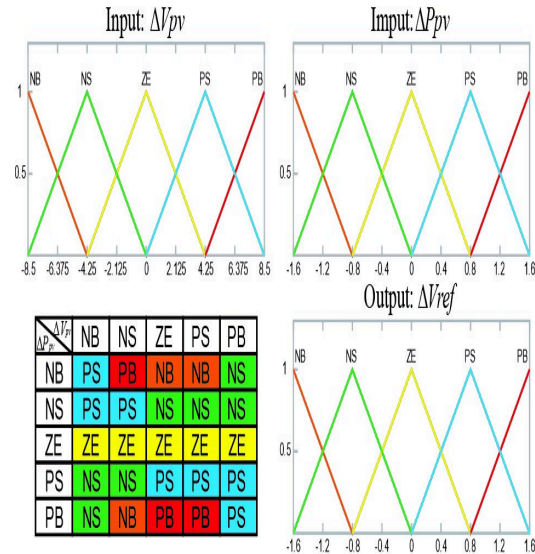 Input: ΔVpv
NB NS ZE PS PB
1
0.5
-8.5 -6.375 -4.25 -2.125 0 2.125 4.25 6.375 8.5
Imput: ΔPpv
NB NS ZE PS PB
1
0.5
-1.6 -1.2 -0.8 -0.4 0 0.4 0.8 1.2 1.6
ΔPpv ΔVpv NB NS ZE PS PB
NB PS PB NB NB NS
NS PS PS NS NS NS
ZE ZE ZE ZE ZE ZE
PS NS NS PS PS PS
PB NS NB PB PB PS
Output: ΔVref
NB NS ZE PS PB
1
0.5
-1.6 -1.2 -0.8 -0.4 0 0.4 0.8 1.2 1.6